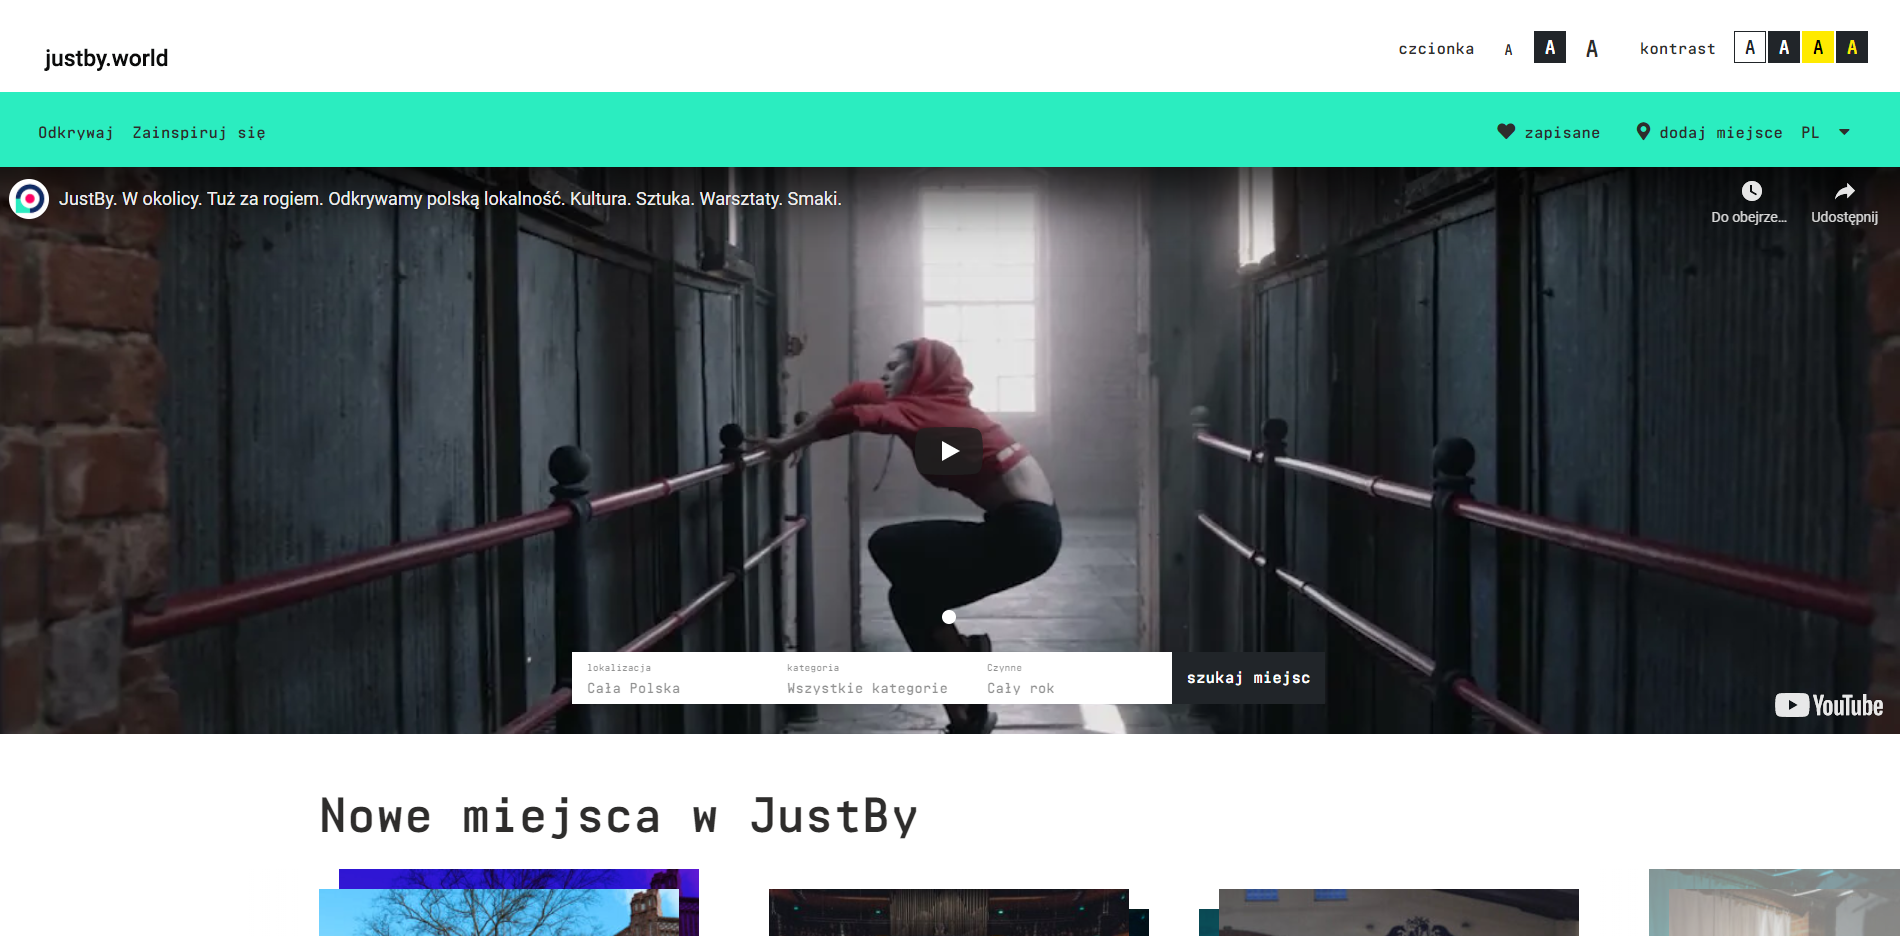 justby.world
czcionka A A A kontrast A A A A
Odkrywaj Zainspiruj się zapisane dodaj miejsce PL
JustBy. W okolicy. Tuż za rogiem. Odkrywamy polską lokalność. Kultura. Sztuka. Warsztaty. Smaki.
Do obejrze... Udostępnij
lokalizacja kategoria Czynne
Cała Polska Wszystkie kategorie Cały rok
szukaj miejsc
YouTube
Nowe miejsca w JustBy